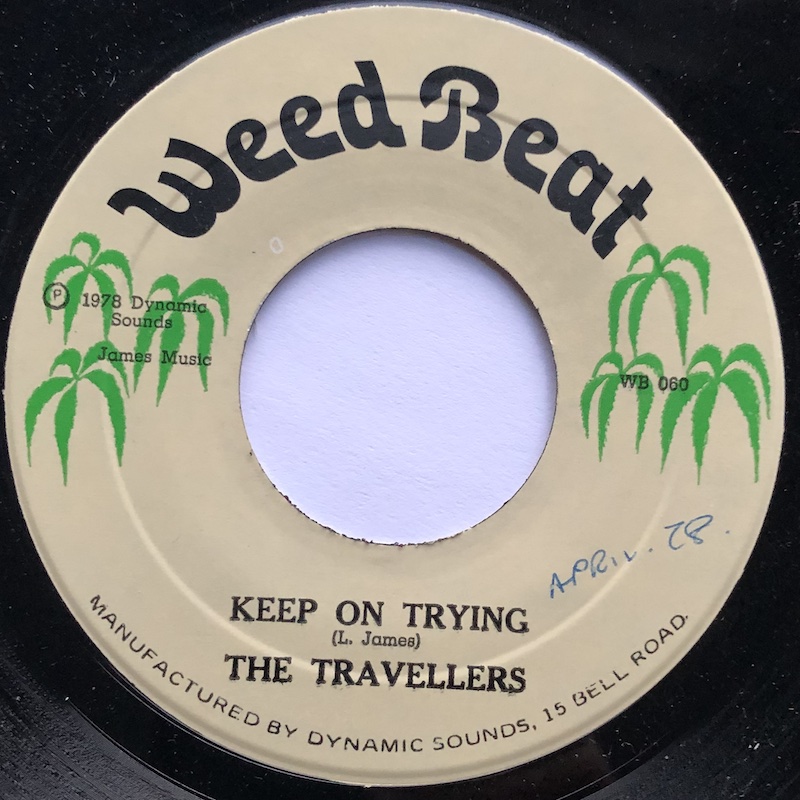 Weed Beat
Ⓟ 1978 Dynamic
Sounds
James Music
WB 060
APRIL. 78.
KEEP ON TRYING
(L. James)
THE TRAVELLERS
MANUFACTURED BY DYNAMIC SOUNDS, 15 BELL ROAD.